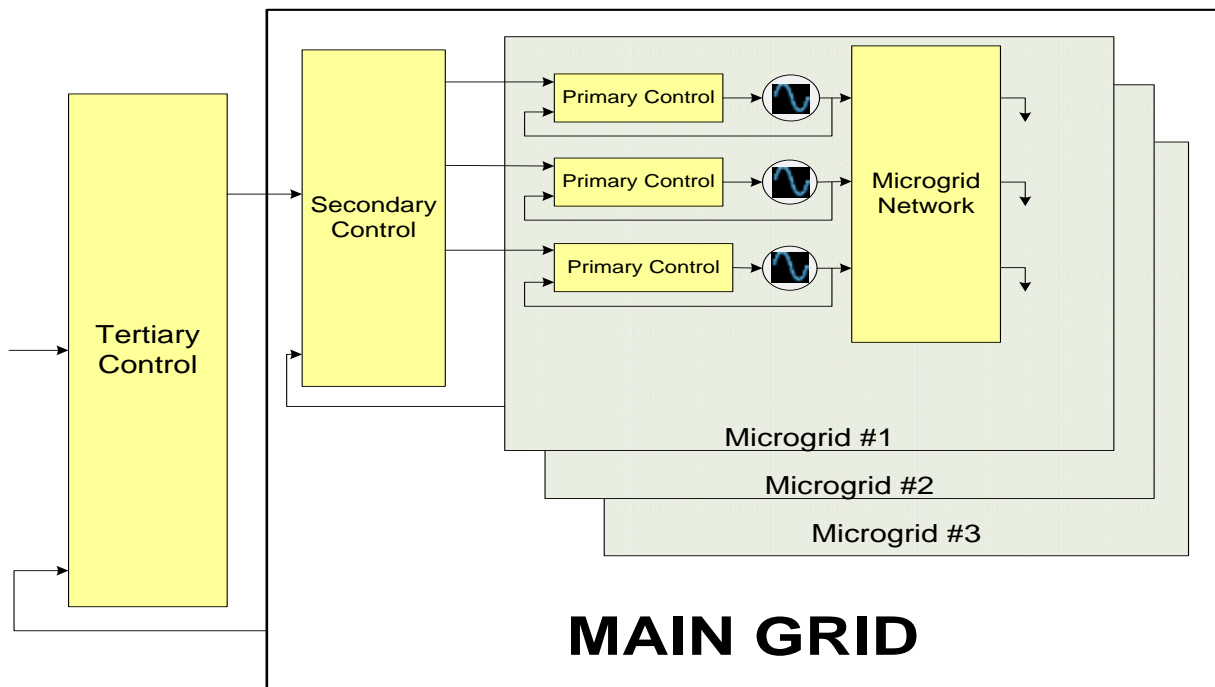 Tertiary
Control
Secondary
Control
Primary Control
Primary Control
Primary Control
Microgrid
Network
Microgrid #1
Microgrid #2
Microgrid #3
MAIN GRID